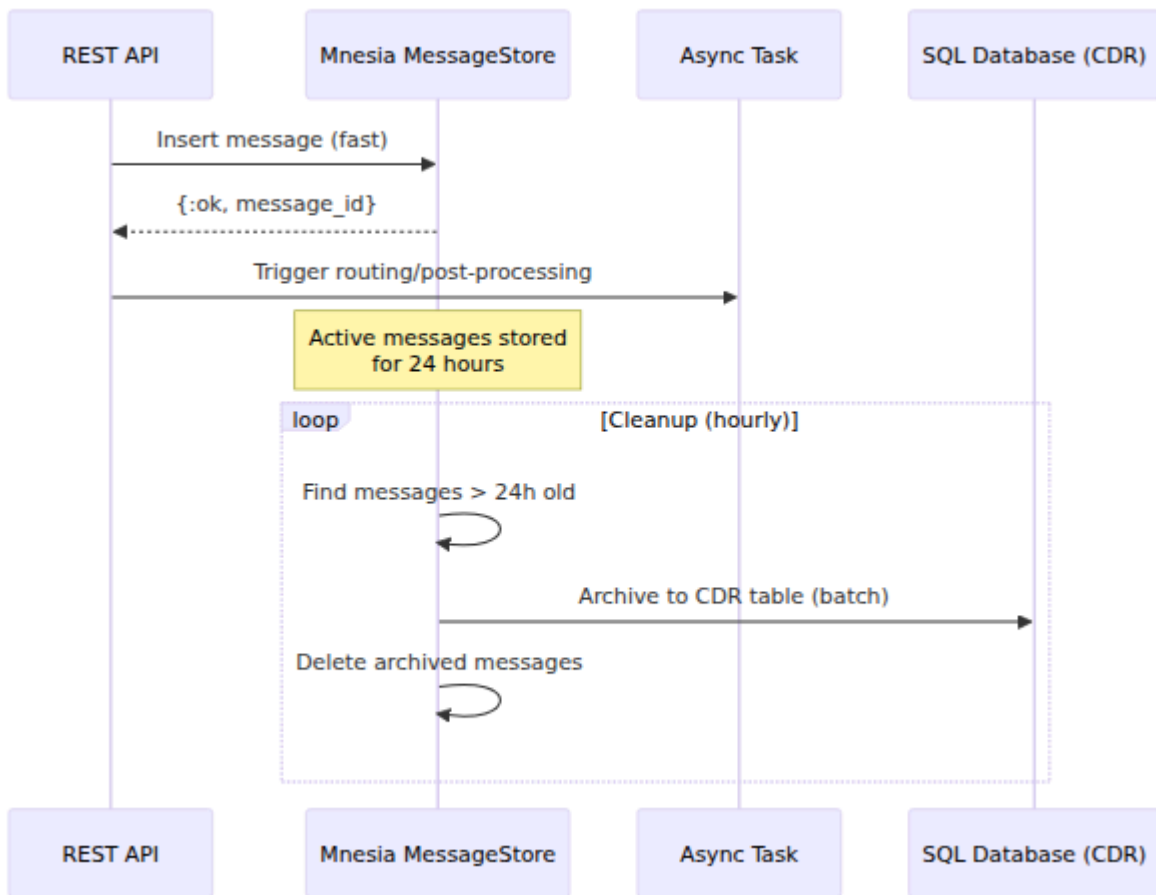 REST API
Mnesia MessageStore
Async Task
SQL Database (CDR)
Insert message (fast)
{:ok, message_id}
Trigger routing/post-processing
Active messages stored
for 24 hours
loop
[Cleanup (hourly)]
Find messages > 24h old
Archive to CDR table (batch)
Delete archived messages
REST API
Mnesia MessageStore
Async Task
SQL Database (CDR)